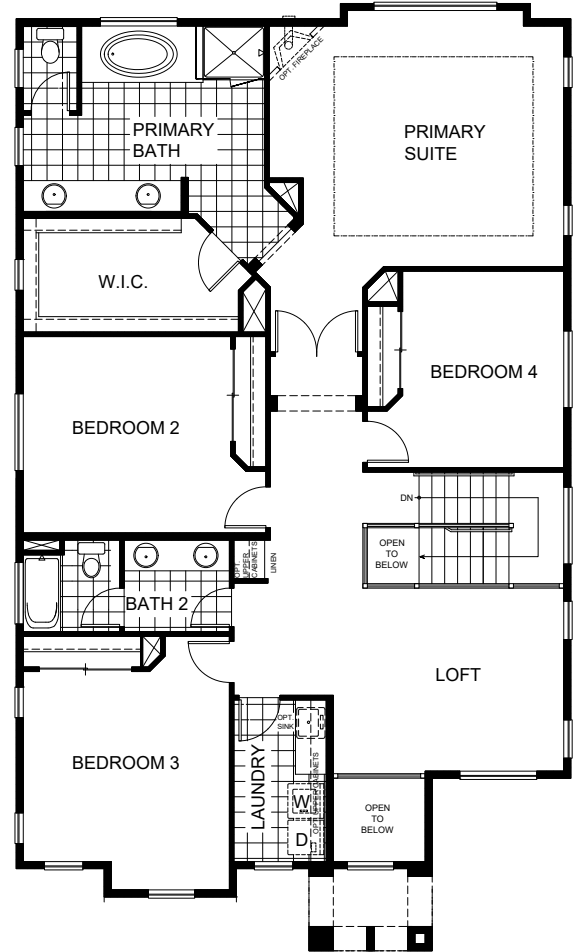 OPT. FIREPLACE
PRIMARY
BATH
PRIMARY
SUITE
W.I.C.
BEDROOM 4
BEDROOM 2
DN
OPEN
TO
BELOW
OPT.
UPPER
CABINETS
LINEN
BATH 2
LOFT
OPT.
SINK
BEDROOM 3
LAUNDRY
OPT. UPPER CABINETS
W
D
OPEN
TO
BELOW